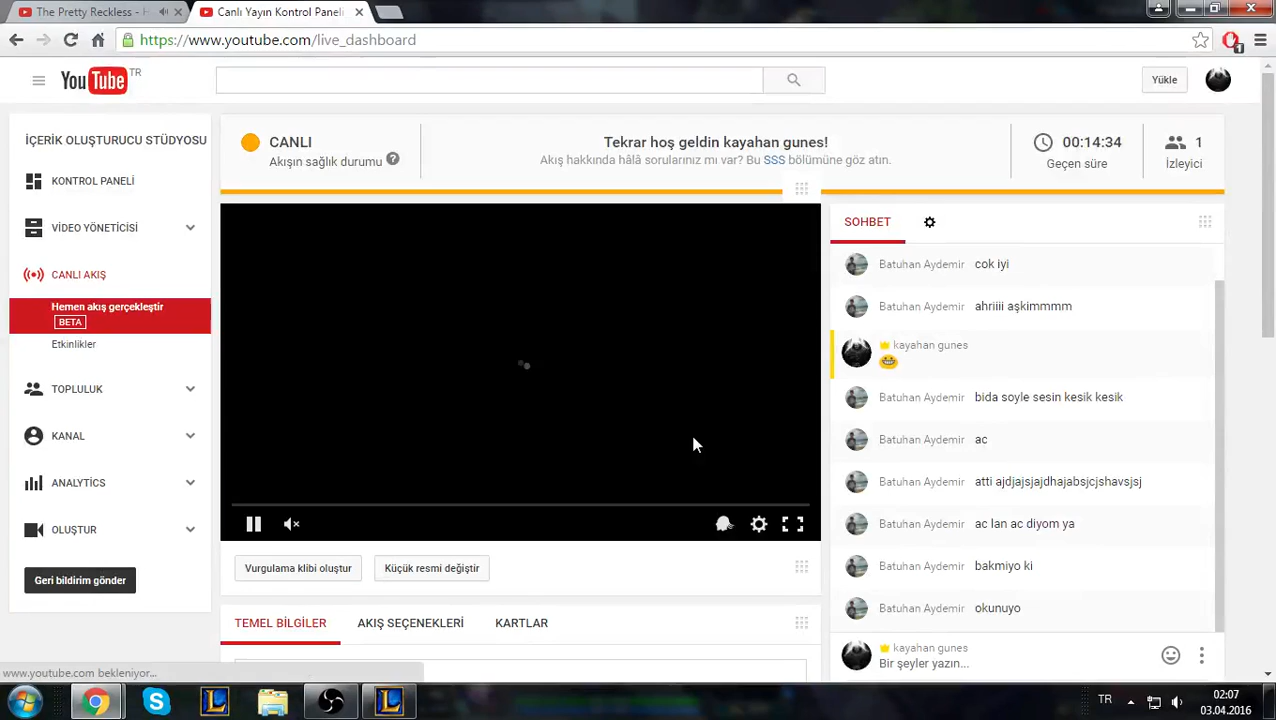 The Pretty Reckless - H
Canlı Yayın Kontrol Paneli
https://www.youtube.com/live_dashboard
1
YouTube TR
Yükle
İÇERİK OLUŞTURUCU STÜDYOSU
KONTROL PANELİ
VİDEO YÖNETİCİSİ
CANLI AKIŞ
Hemen akış gerçekleştir
BETA
Etkinlikler
TOPLULUK
KANAL
ANALYTICS
OLUŞTUR
Geri bildirim gönder
CANLI
Akışın sağlık durumu ?
Tekrar hoş geldin kayahan gunes!
Akış hakkında hâlâ sorularınız mı var? Bu SSS bölümüne göz atın.
00:14:34
Geçen süre
1
İzleyici
Vurgulama klibi oluştur
Küçük resmi değiştir
TEMEL BİLGİLER
AKIŞ SEÇENEKLERİ
KARTLAR
SOHBET
Batuhan Aydemir cok iyi
Batuhan Aydemir ahriiii aşkimmmm
kayahan gunes
Batuhan Aydemir bida soyle sesin kesik kesik
Batuhan Aydemir ac
Batuhan Aydemir atti ajdjajsjajdhajabsjcjshavsjsj
Batuhan Aydemir ac lan ac diyom ya
Batuhan Aydemir bakmiyo ki
Batuhan Aydemir okunuyo
kayahan gunes
Bir şeyler yazın...
www.youtube.com bekleniyor...
TR
02:07
03.04.2016